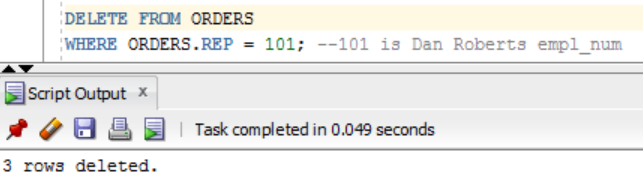 DELETE FROM ORDERS
WHERE ORDERS.REP = 101; --101 is Dan Roberts empl_num
Script Output x
Task completed in 0.049 seconds
3 rows deleted.